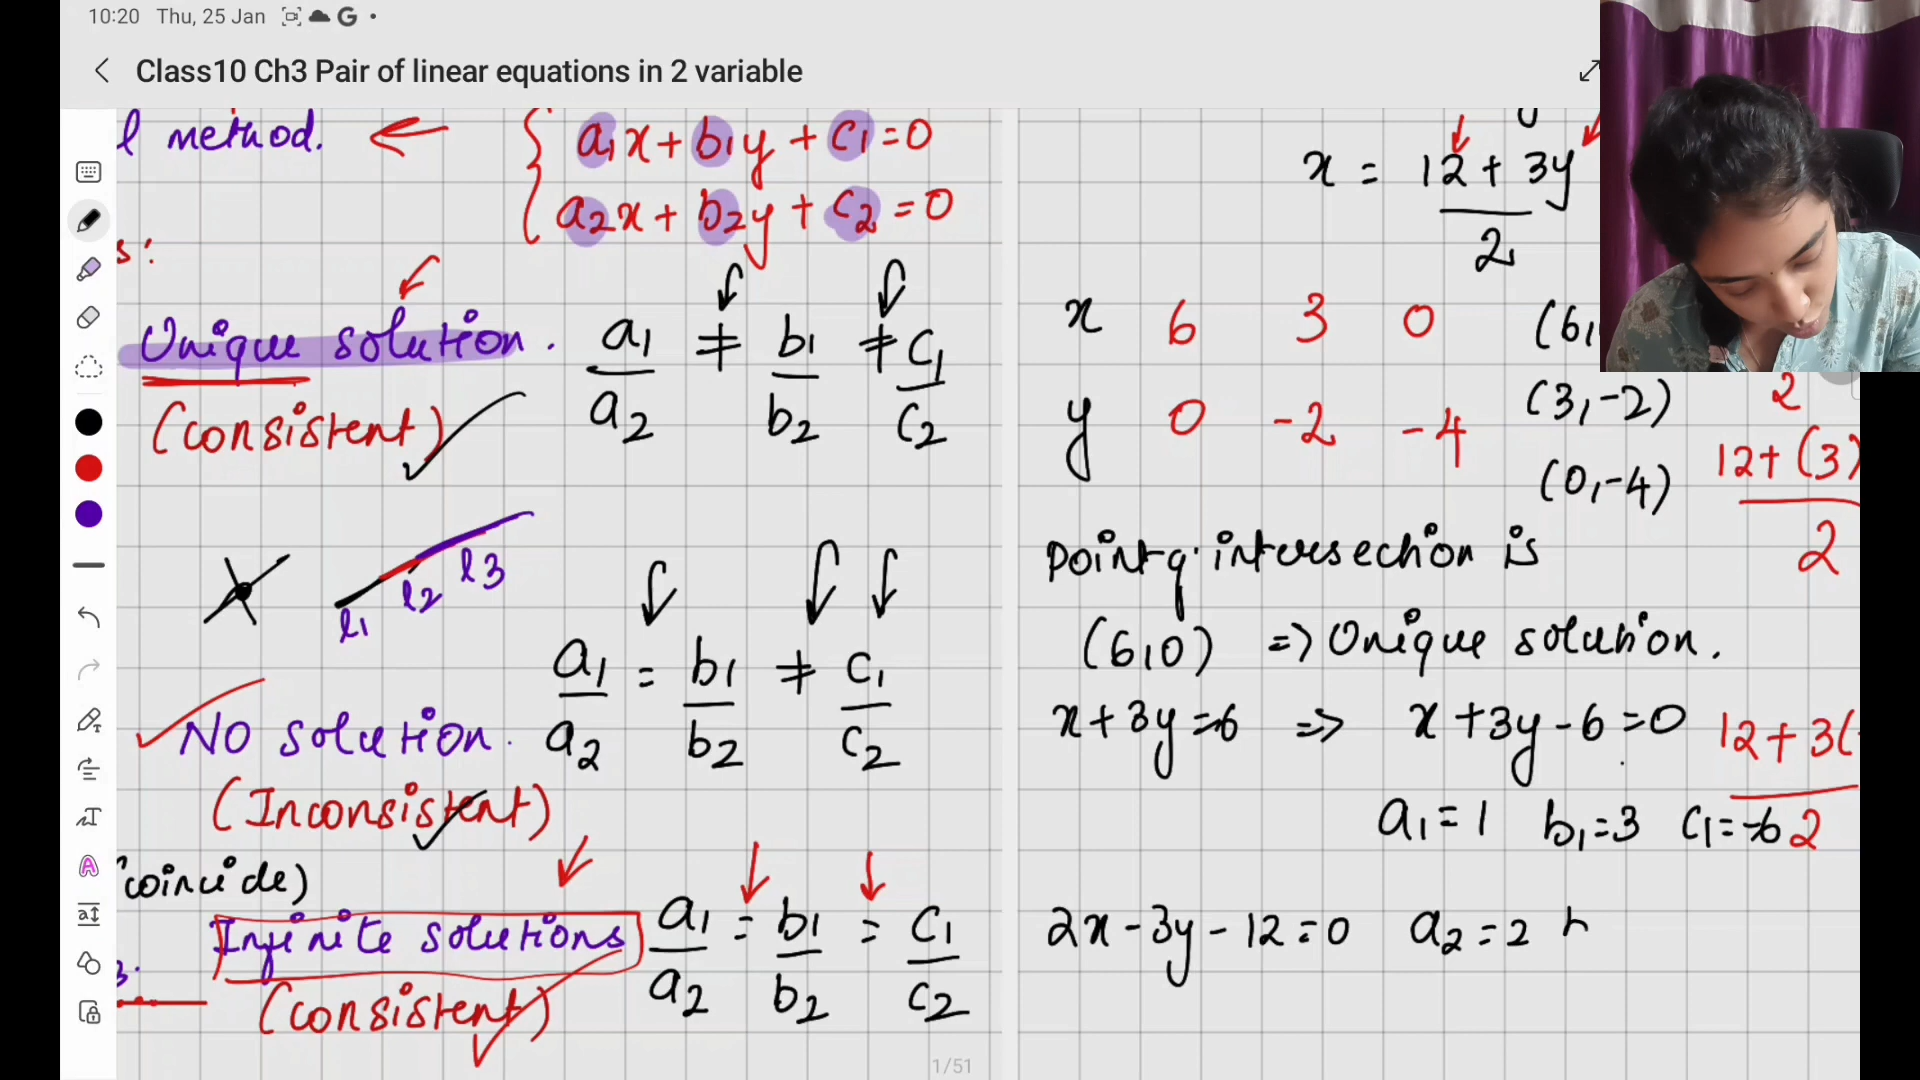 10:20 Thu, 25 Jan
Class10 Ch3 Pair of linear equations in 2 variable
l method.
a1x + b1y + c1 = 0
a2x + b2y + c2 = 0
s:
Unique solution. a1/a2 ≠ b1/b2 ≠ c1/c2
(consistent)
l1 l2 l3
No solution. a1/a2 = b1/b2 ≠ c1/c2
(Inconsistent)
coincide)
Infinite solutions a1/a2 = b1/b2 = c1/c2
(consistent)
3.
1/51
x = 12 + 3y
2
x 6 3 0 (6,
y 0 -2 -4 (3,-2)
(0,-4)
2
12+(3)
2
Point of intersection is
(6,0) => Unique solution.
x+3y=6 => x+3y-6=0
12+3(
2
a1=1 b1=3 c1=-6
2x-3y-12=0 a2=2